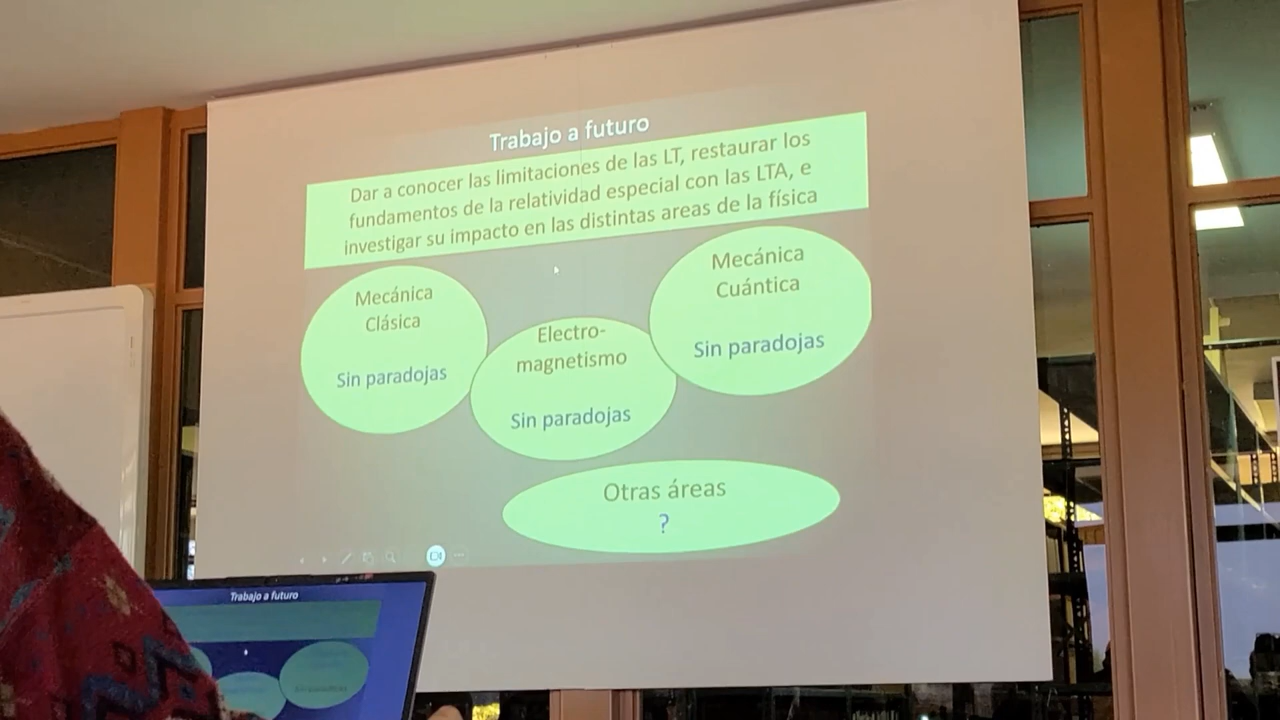 Trabajo a futuro
Dar a conocer las limitaciones de las LT, restaurar los
fundamentos de la relatividad especial con las LTA, e
investigar su impacto en las distintas areas de la física
Mecánica
Clásica
Sin paradojas
Electro-
magnetismo
Sin paradojas
Mecánica
Cuántica
Sin paradojas
Otras áreas
?
Trabajo a futuro